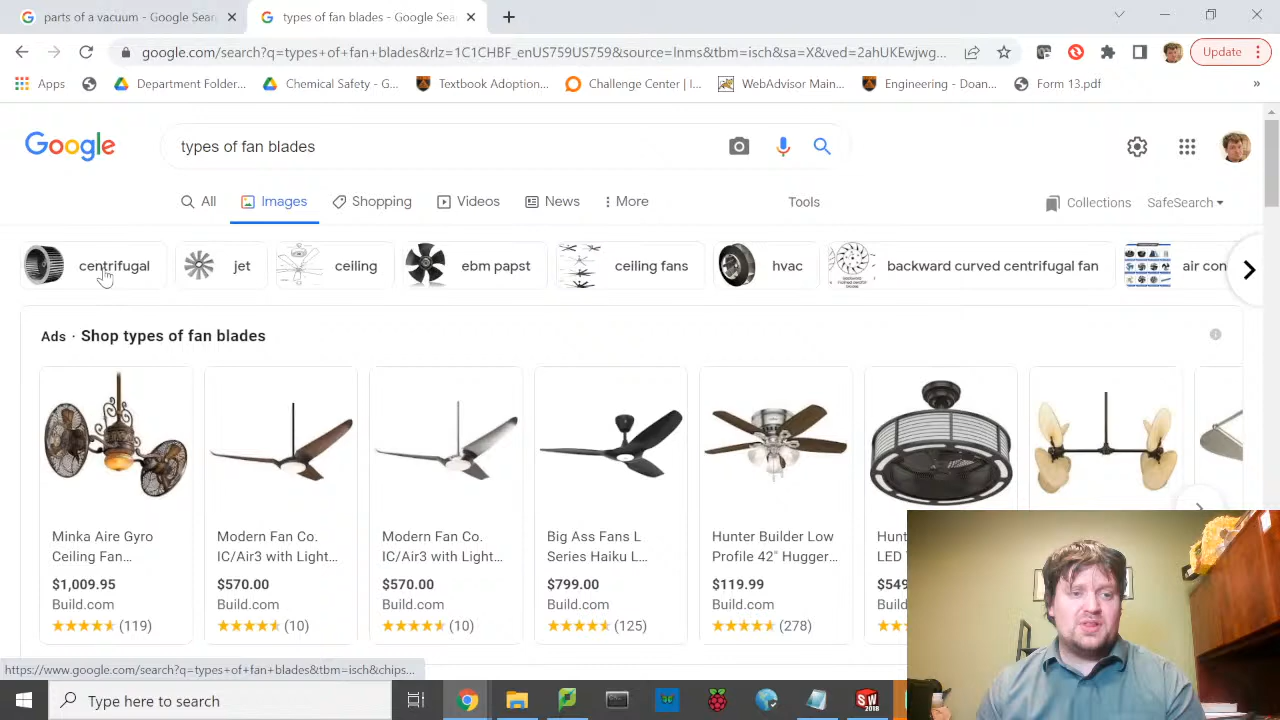 parts of vacuum - Google Sear
types of fan blades - Google Sear
google.com/search?q=types+of+fan+blades&rlz=1C1CHBF_enUS759US759&source=lnms&tbm=isch&sa=X&ved=2ahUKEwjwg...
Update
Apps
Department Folder...
Chemical Safety - G...
Textbook Adoption...
Challenge Center | I...
WebAdvisor Main...
Engineering - Doan...
Form 13.pdf
»
Google
types of fan blades
All
Images
Shopping
Videos
News
More
Tools
Collections
SafeSearch
centrifugal
jet
ceiling
papst
ceiling fans
hvac
backward curved centrifugal fan
air con
Ads · Shop types of fan blades
Minka Aire Gyro
Ceiling Fan...
$1,009.95
Build.com
(119)
Modern Fan Co.
IC/Air3 with Light...
$570.00
Build.com
(10)
Modern Fan Co.
IC/Air3 with Light...
$570.00
Build.com
(10)
Big Ass Fans L
Series Haiku L...
$799.00
Build.com
(125)
Hunter Builder Low
Profile 42" Hugger...
$119.99
Build.com
(278)
Hunt
LED
$549
Build
https://www.google.com/search?q=types+of+fan+blades&tbm=isch&chips...
Type here to search
SW
2018